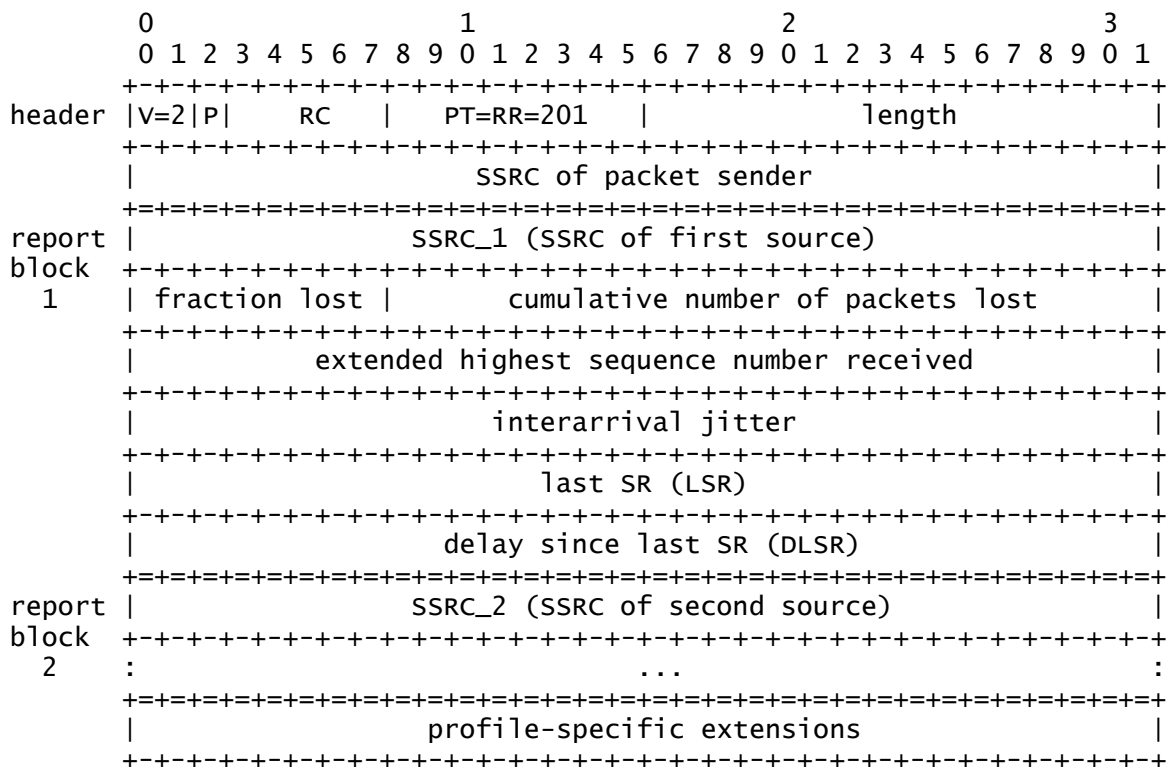 0                   1                   2                   3
        0 1 2 3 4 5 6 7 8 9 0 1 2 3 4 5 6 7 8 9 0 1 2 3 4 5 6 7 8 9 0 1
       +-+-+-+-+-+-+-+-+-+-+-+-+-+-+-+-+-+-+-+-+-+-+-+-+-+-+-+-+-+-+-+-+
header |V=2|P|    RC   |   PT=RR=201   |             length            |
       +-+-+-+-+-+-+-+-+-+-+-+-+-+-+-+-+-+-+-+-+-+-+-+-+-+-+-+-+-+-+-+-+
       |                     SSRC of packet sender                     |
       +=+=+=+=+=+=+=+=+=+=+=+=+=+=+=+=+=+=+=+=+=+=+=+=+=+=+=+=+=+=+=+=+
report |                 SSRC_1 (SSRC of first source)                 |
block  +-+-+-+-+-+-+-+-+-+-+-+-+-+-+-+-+-+-+-+-+-+-+-+-+-+-+-+-+-+-+-+-+
  1    | fraction lost |       cumulative number of packets lost       |
       +-+-+-+-+-+-+-+-+-+-+-+-+-+-+-+-+-+-+-+-+-+-+-+-+-+-+-+-+-+-+-+-+
       |           extended highest sequence number received           |
       +-+-+-+-+-+-+-+-+-+-+-+-+-+-+-+-+-+-+-+-+-+-+-+-+-+-+-+-+-+-+-+-+
       |                      interarrival jitter                      |
       +-+-+-+-+-+-+-+-+-+-+-+-+-+-+-+-+-+-+-+-+-+-+-+-+-+-+-+-+-+-+-+-+
       |                         last SR (LSR)                         |
       +-+-+-+-+-+-+-+-+-+-+-+-+-+-+-+-+-+-+-+-+-+-+-+-+-+-+-+-+-+-+-+-+
       |                   delay since last SR (DLSR)                  |
       +=+=+=+=+=+=+=+=+=+=+=+=+=+=+=+=+=+=+=+=+=+=+=+=+=+=+=+=+=+=+=+=+
report |                 SSRC_2 (SSRC of second source)                |
block  +-+-+-+-+-+-+-+-+-+-+-+-+-+-+-+-+-+-+-+-+-+-+-+-+-+-+-+-+-+-+-+-+
  2    :                               ...                             :
       +=+=+=+=+=+=+=+=+=+=+=+=+=+=+=+=+=+=+=+=+=+=+=+=+=+=+=+=+=+=+=+=+
       |                  profile-specific extensions                  |
       +-+-+-+-+-+-+-+-+-+-+-+-+-+-+-+-+-+-+-+-+-+-+-+-+-+-+-+-+-+-+-+-+